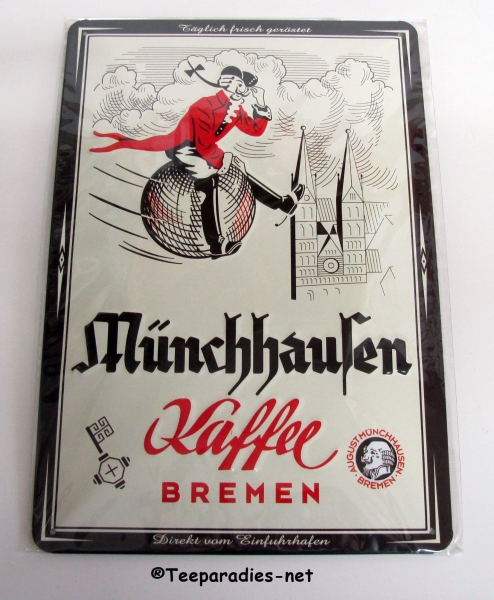 Täglich frisch geröstet
Münchhausen
Kaffee
BREMEN
AUGUST MÜNCHHAUSEN
· BREMEN ·
Direkt vom Einfuhrhafen
®Teeparadies-net